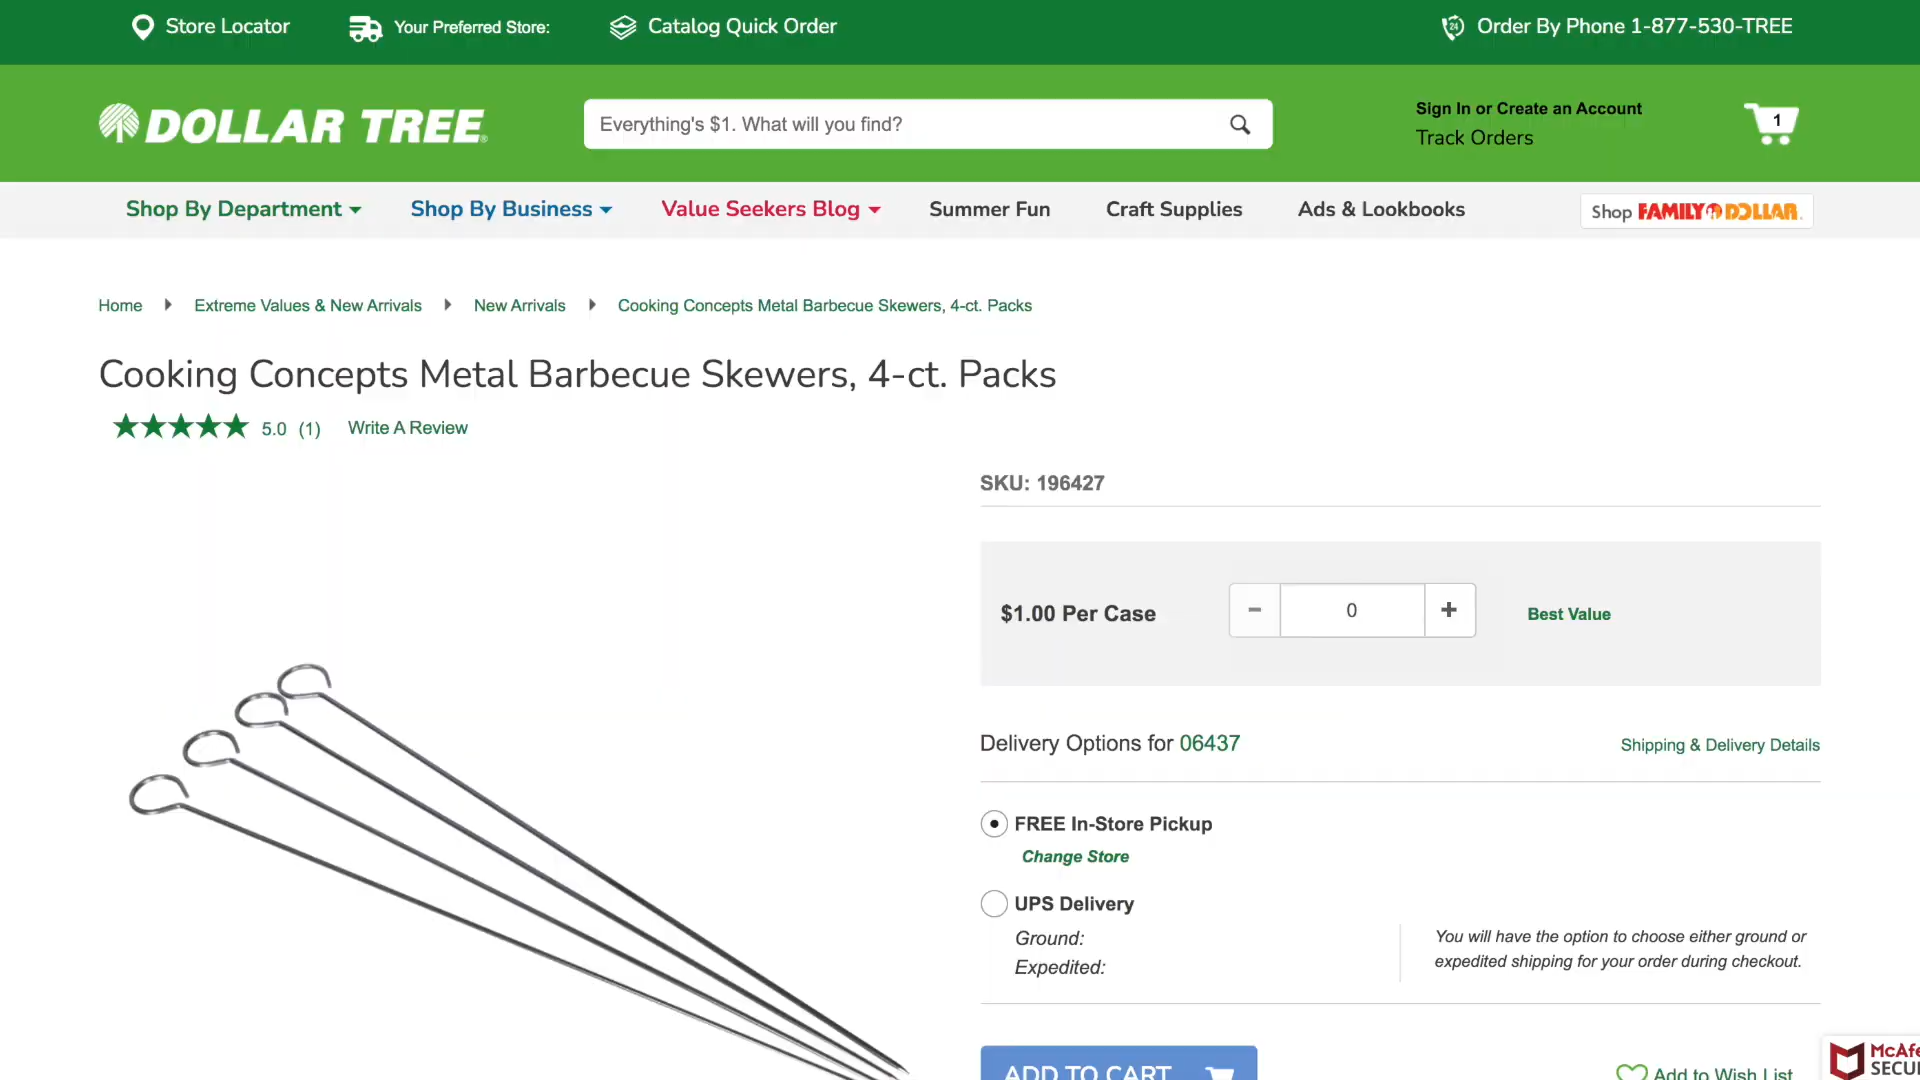 Store Locator
Your Preferred Store:
Catalog Quick Order
Order By Phone 1-877-530-TREE
DOLLAR TREE
Everything's $1. What will you find?
Sign In or Create an Account
Track Orders
1
Shop By Department
Shop By Business
Value Seekers Blog
Summer Fun
Craft Supplies
Ads & Lookbooks
Shop FAMILY DOLLAR
Home
Extreme Values & New Arrivals
New Arrivals
Cooking Concepts Metal Barbecue Skewers, 4-ct. Packs
Cooking Concepts Metal Barbecue Skewers, 4-ct. Packs
5.0 (1)
Write A Review
SKU: 196427
$1.00 Per Case
0
Best Value
Delivery Options for 06437
Shipping & Delivery Details
FREE In-Store Pickup
Change Store
UPS Delivery
Ground:
Expedited:
You will have the option to choose either ground or
expedited shipping for your order during checkout.
ADD TO CART
Add to Wish List
McAfe
SECU